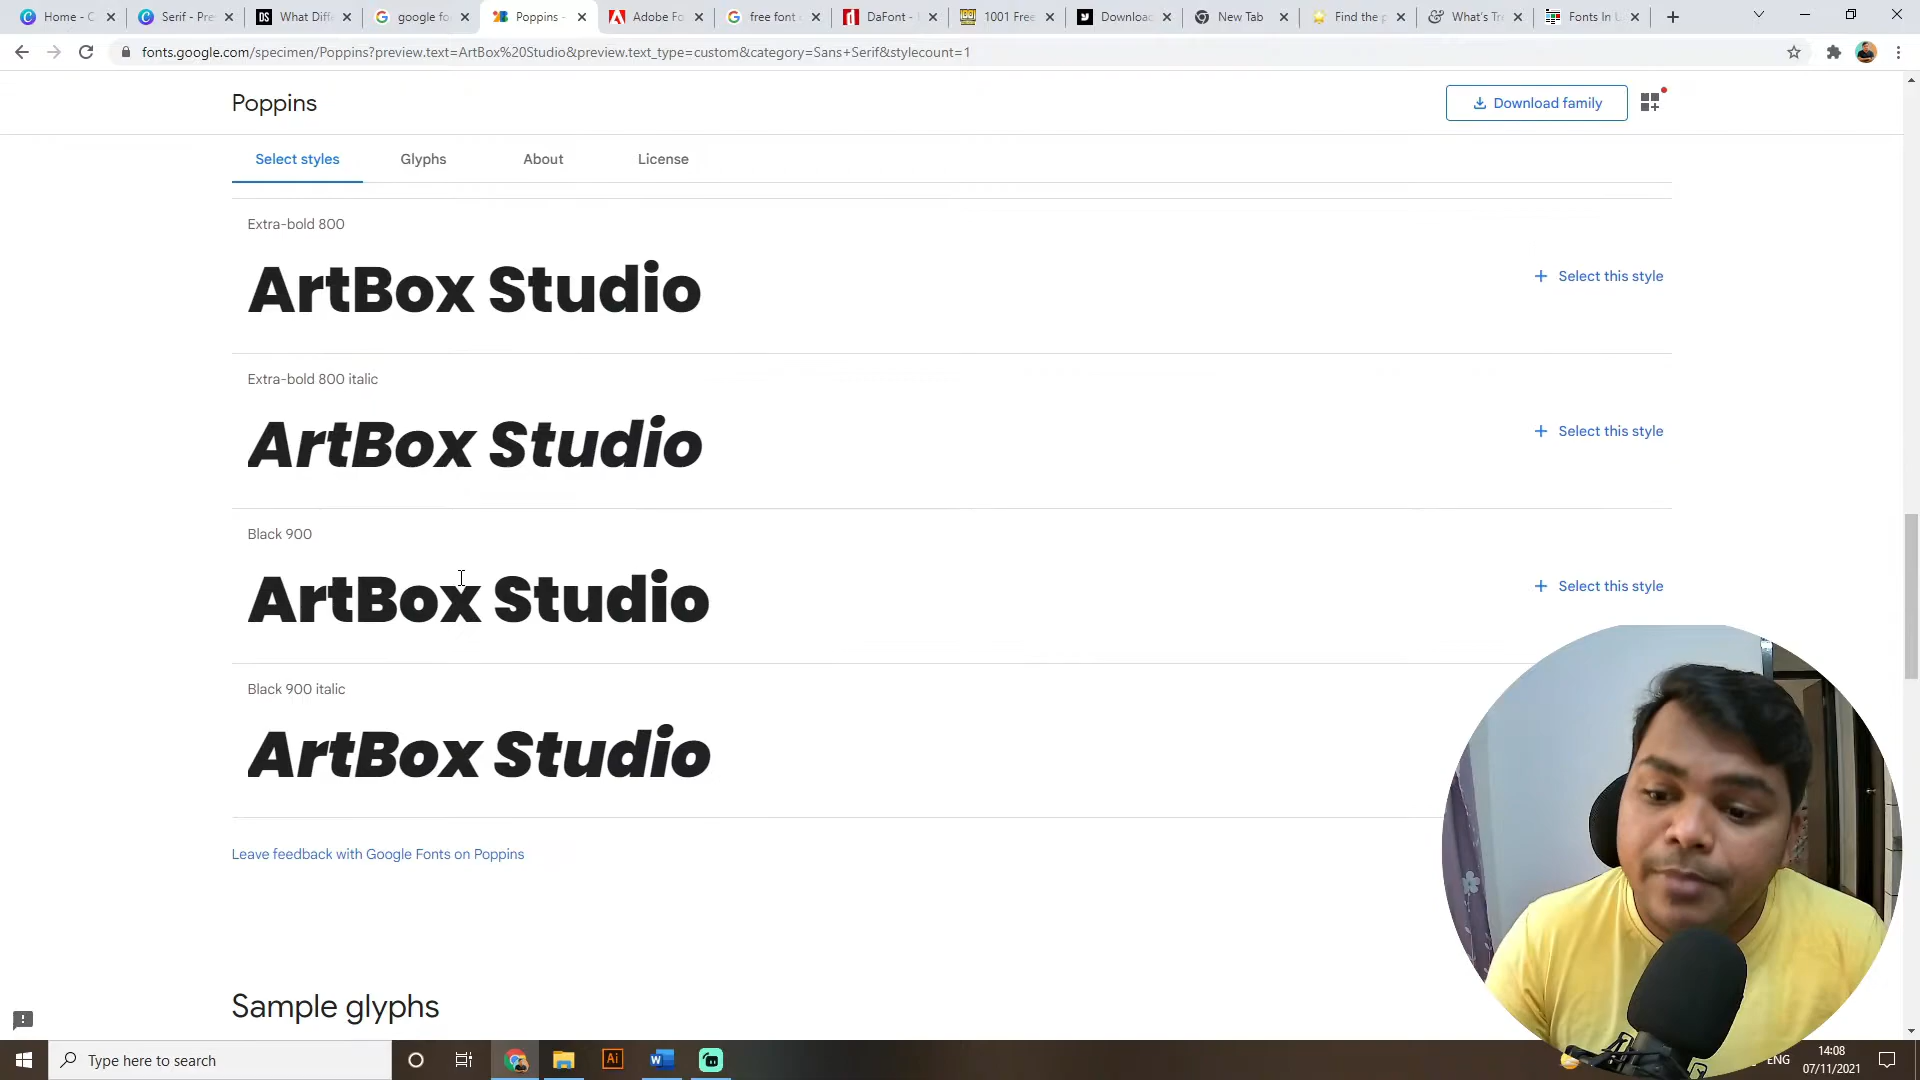 Home - C
Serif - Pre
What Diff
google fo
Poppins -
Adobe Fo
free font
DaFont -
1001 Free
Download
New Tab
Find the p
What's Tr
Fonts In U
fonts.google.com/specimen/Poppins?preview.text=ArtBox%20Studio&preview.text_type=custom&category=Sans+Serif&stylecount=1
Poppins
Download family
Select styles
Glyphs
About
License
Extra-bold 800
ArtBox Studio
Select this style
Extra-bold 800 italic
ArtBox Studio
Select this style
Black 900
ArtBox Studio
Select this style
Black 900 italic
ArtBox Studio
Leave feedback with Google Fonts on Poppins
Sample glyphs
Type here to search
Ai
ENG
14:08
07/11/2021